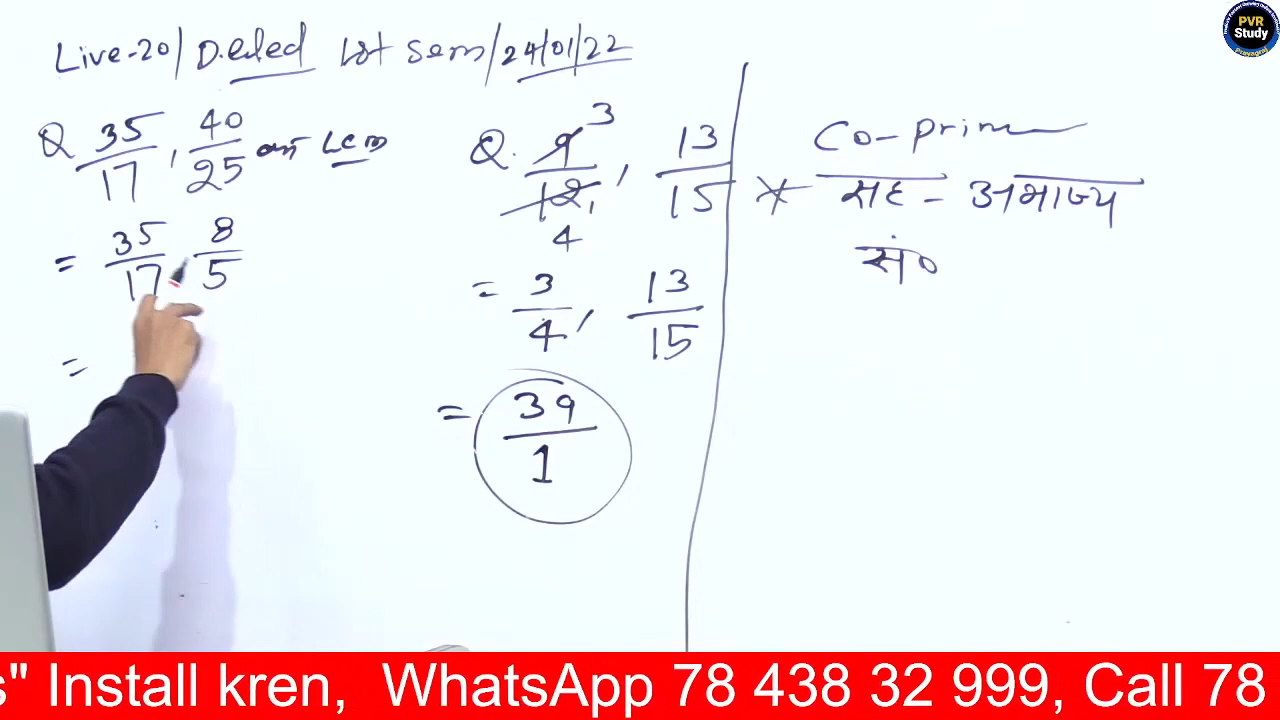 Live-20/ D.eled Ist Sem/24/01/22
Q 35/17, 40/25 का LCM
= 35/17 8/5
=
Q. 9/12 3 4, 13/15
= 3/4, 13/15
= 39/1
Co-prime
* सह - अभाज्य
सं०
PVR
Study
Prayagraj
s" Install kren, WhatsApp 78 438 32 999, Call 78